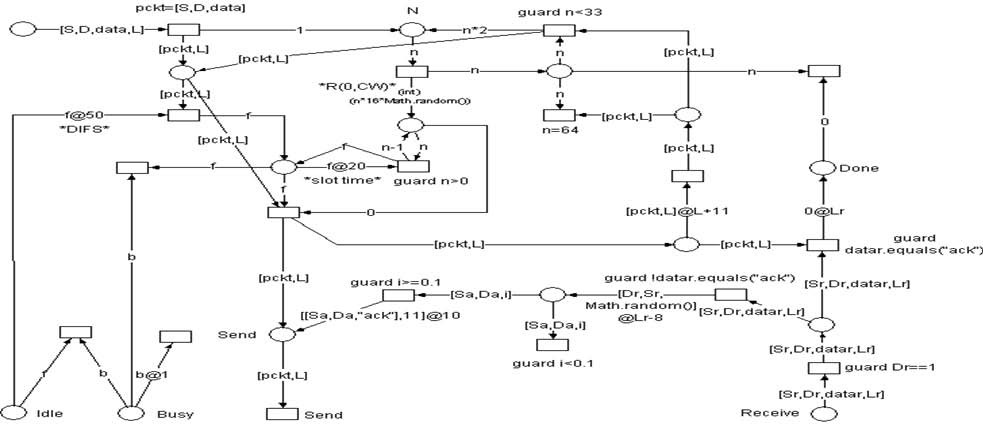 pckt=[S,D,data]
N
guard n<33
[S,D,data,L]
1
n*2
[pckt,L]
[pckt,L]
[pckt,L]
n
n
n
n
*R(0,CW)*
(int)
(n*16*Math.random())
[pckt,L]
n
f@50
*DIFS*
f
[pckt,L]
n=64
[pckt,L]
0
n-1
n
f
[pckt,L]
f
f@20
*slot time*
guard n>0
Done
f
0
[pckt,L]@L+11
0@Lr
[pckt,L]
[pckt,L]
guard
datar.equals("ack")
b
[pckt,L]
guard i>=0.1
guard !datar.equals("ack")
[Sr,Dr,datar,Lr]
[Sa,Da,i]
[Dr,Sr,
Math.random()]
@Lr-8
[Sr,Dr,datar,Lr]
[[Sa,Da,"ack"],11]@10
Send
[Sa,Da,i]
[Sr,Dr,datar,Lr]
guard i<0.1
guard Dr==1
f
b
b@1
[pckt,L]
[Sr,Dr,datar,Lr]
Idle
Busy
Send
Receive